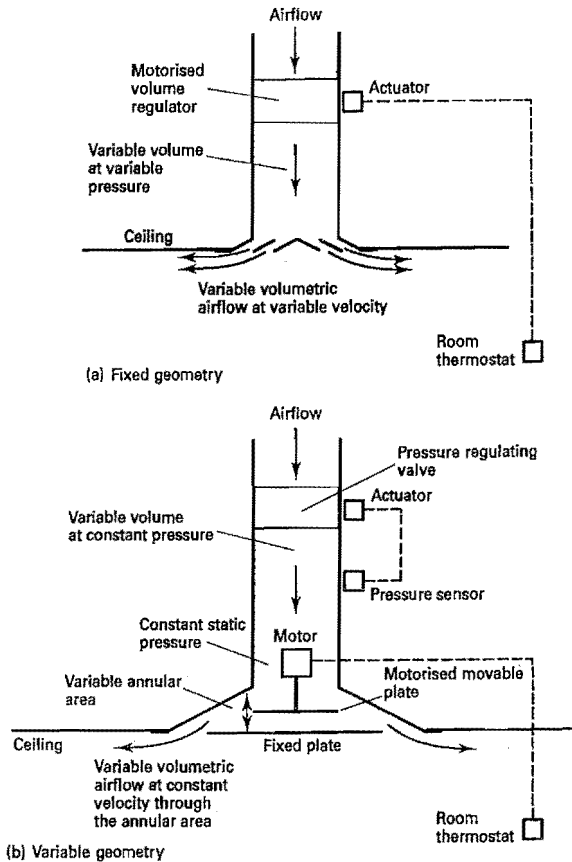 Airflow
Motorised
volume
regulator
Actuator
Variable volume
at variable
pressure
Ceiling
Variable volumetric
airflow at variable velocity
Room
thermostat
(a) Fixed geometry
Airflow
Pressure regulating
valve
Actuator
Variable volume
at constant pressure
Pressure sensor
Constant static
pressure
Motor
Variable annular
area
Motorised movable
plate
Ceiling
Fixed plate
Variable volumetric
airflow at constant
velocity through
the annular area
Room
thermostat
(b) Variable geometry